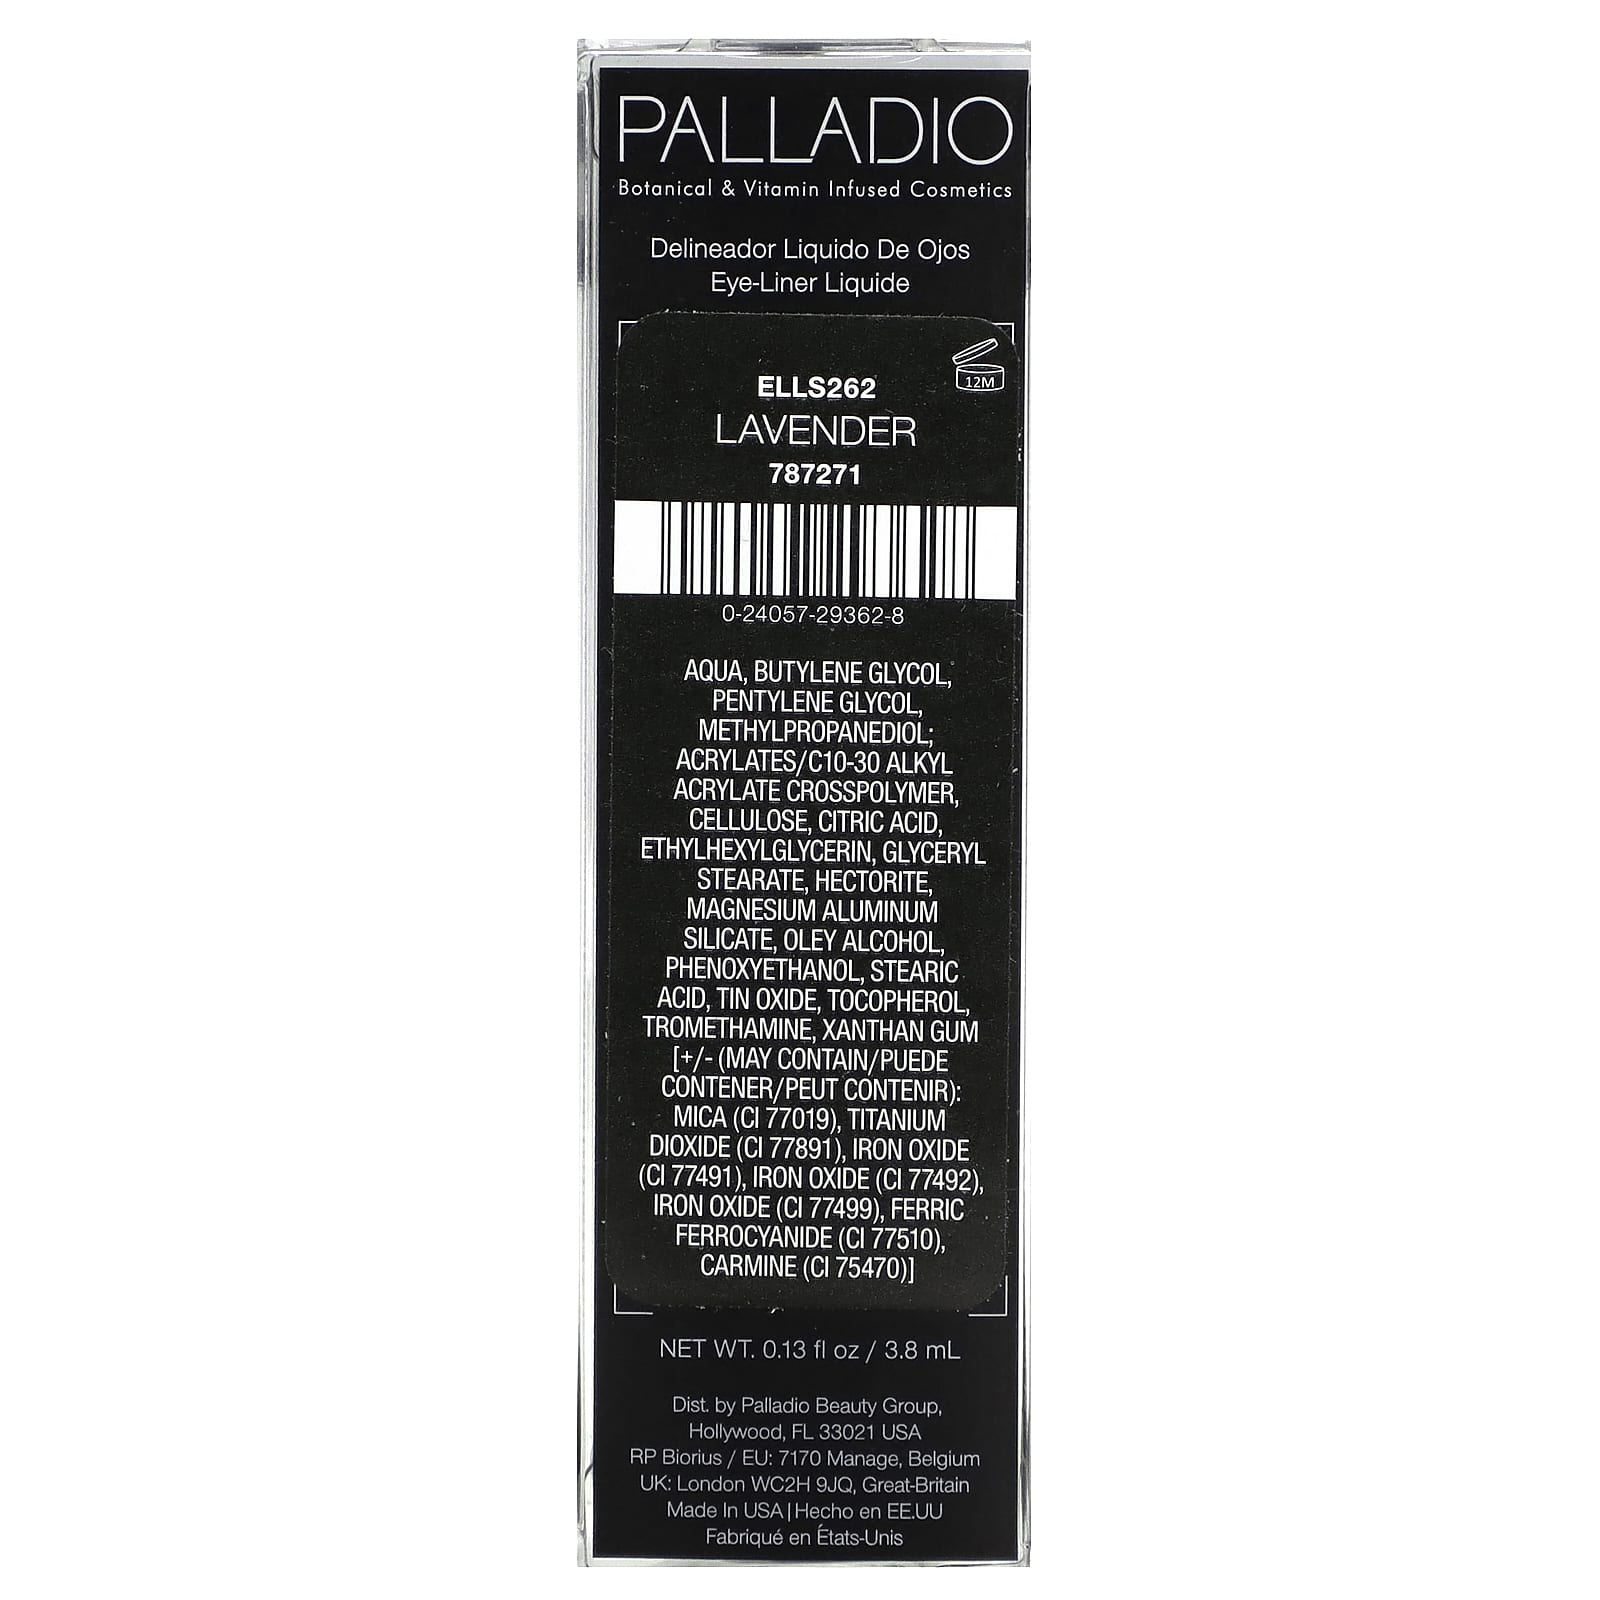 PALLADIO
Botanical & Vitamin Infused Cosmetics
Delineador Liquido De Ojos
Eye-Liner Liquide
12M
ELLS262
LAVENDER
787271
0-24057-29362-8
AQUA, BUTYLENE GLYCOL,
PENTYLENE GLYCOL,
METHYLPROPANEDIOL;
ACRYLATES/C10-30 ALKYL
ACRYLATE CROSSPOLYMER,
CELLULOSE, CITRIC ACID,
ETHYLHEXYLGLYCERIN, GLYCERYL
STEARATE, HECTORITE,
MAGNESIUM ALUMINUM
SILICATE, OLEY ALCOHOL,
PHENOXYETHANOL, STEARIC
ACID, TIN OXIDE, TOCOPHEROL,
TROMETHAMINE, XANTHAN GUM
[+/- (MAY CONTAIN/PUEDE
CONTENER/PEUT CONTENIR):
MICA (CI 77019), TITANIUM
DIOXIDE (CI 77891), IRON OXIDE
(CI 77491), IRON OXIDE (CI 77492),
IRON OXIDE (CI 77499), FERRIC
FERROCYANIDE (CI 77510),
CARMINE (CI 75470)]
NET WT. 0.13 fl oz / 3.8 mL
Dist. by Palladio Beauty Group,
Hollywood, FL 33021 USA
RP Biorius / EU: 7170 Manage, Belgium
UK: London WC2H 9JQ, Great-Britain
Made In USA | Hecho en EE.UU
Fabriqué en États-Unis